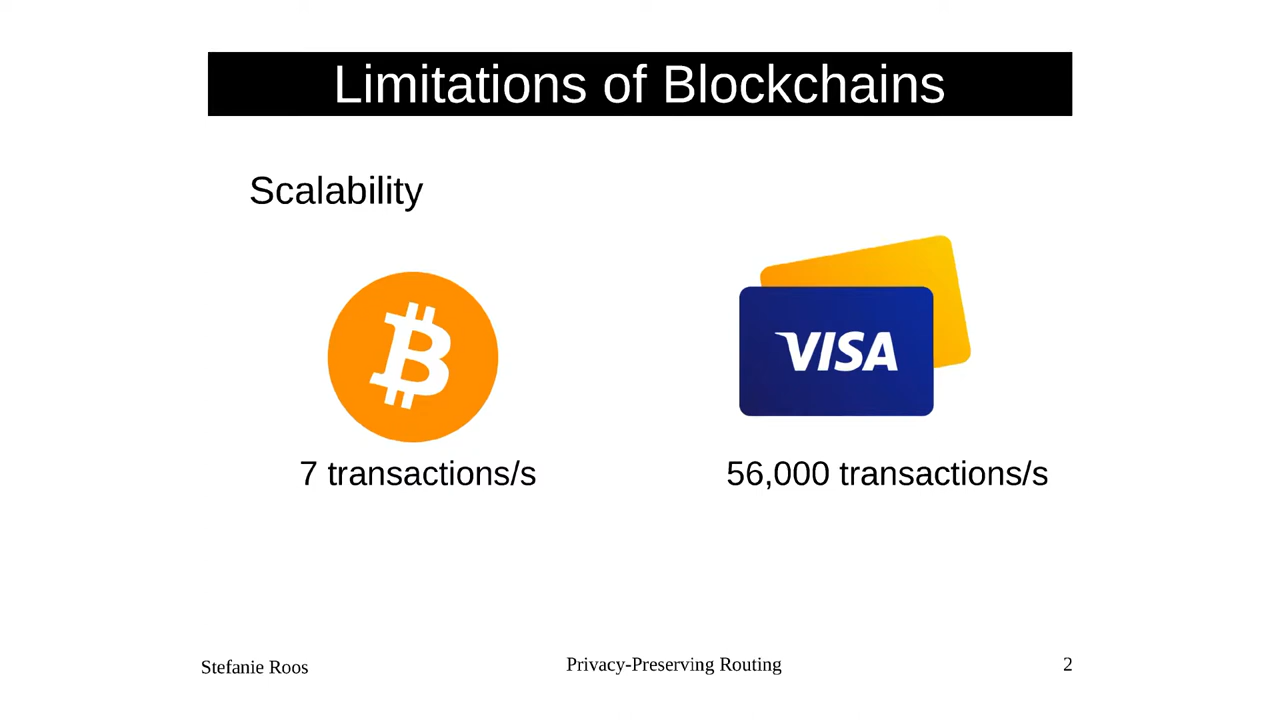 Limitations of Blockchains
Scalability
VISA
7 transactions/s
56,000 transactions/s
Stefanie Roos
Privacy-Preserving Routing
2